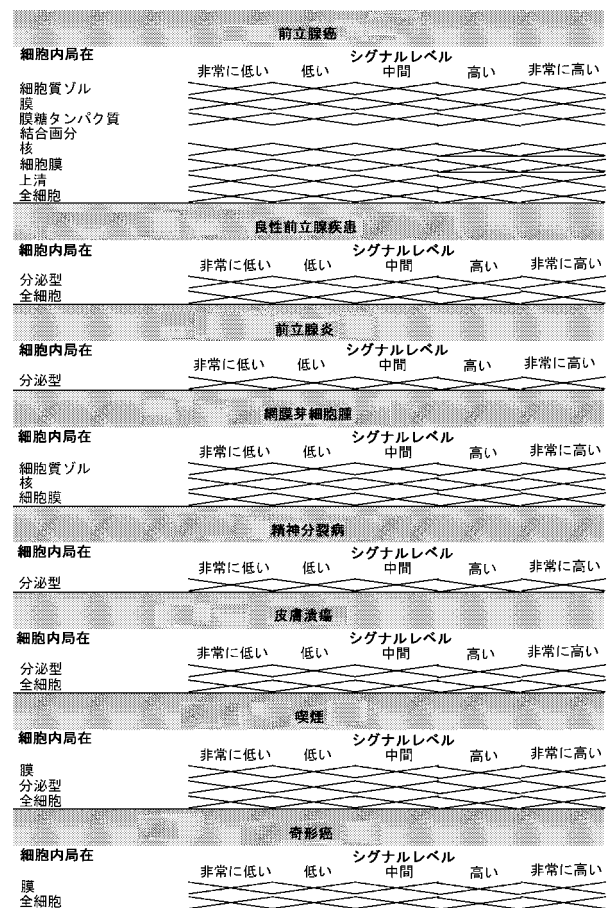 前立腺癌
細胞内局在
シグナルレベル
非常に低い 低い 中間 高い 非常に高い
細胞質ゾル
膜
膜糖タンパク質
結合画分
核
細胞膜
上清
全細胞
良性前立腺疾患
細胞内局在
シグナルレベル
非常に低い 低い 中間 高い 非常に高い
分泌型
全細胞
前立腺炎
細胞内局在
シグナルレベル
非常に低い 低い 中間 高い 非常に高い
分泌型
網膜芽細胞腫
細胞内局在
シグナルレベル
非常に低い 低い 中間 高い 非常に高い
細胞質ゾル
核
細胞膜
精神分裂病
細胞内局在
シグナルレベル
非常に低い 低い 中間 高い 非常に高い
分泌型
皮膚潰瘍
細胞内局在
シグナルレベル
非常に低い 低い 中間 高い 非常に高い
分泌型
全細胞
喫煙
細胞内局在
シグナルレベル
非常に低い 低い 中間 高い 非常に高い
膜
分泌型
全細胞
奇形癌
細胞内局在
シグナルレベル
非常に低い 低い 中間 高い 非常に高い
膜
全細胞